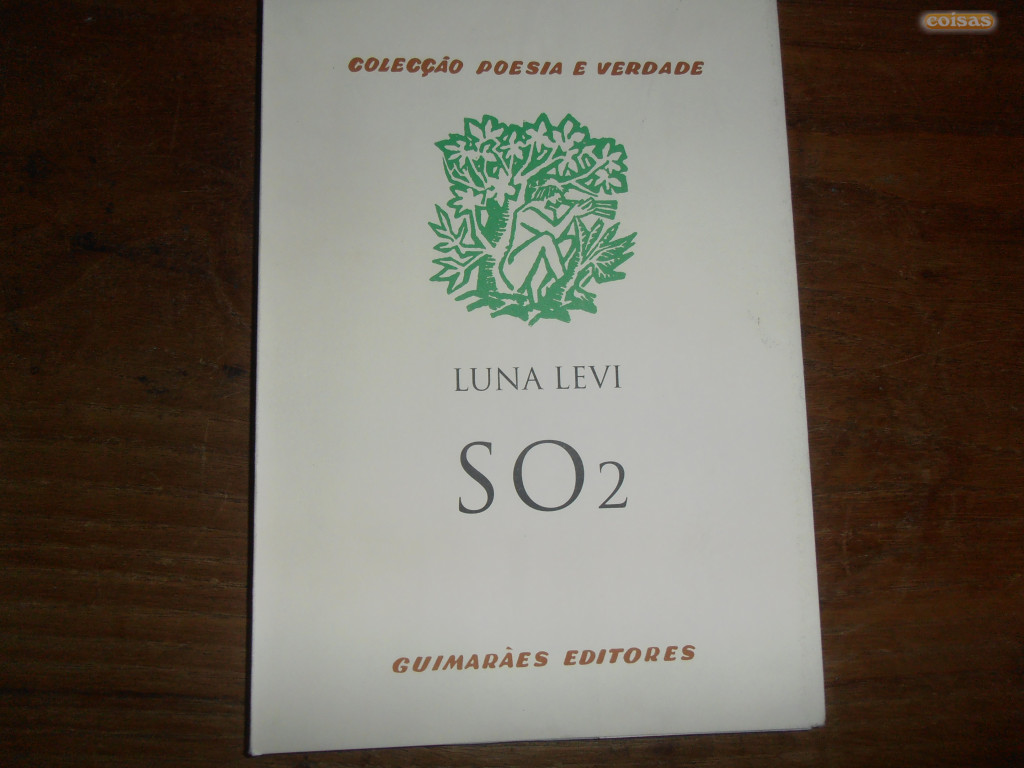 coisas
COLECÇÃO POESIA E VERDADE
LUNA LEVI
SO2
GUIMARÃES EDITORES